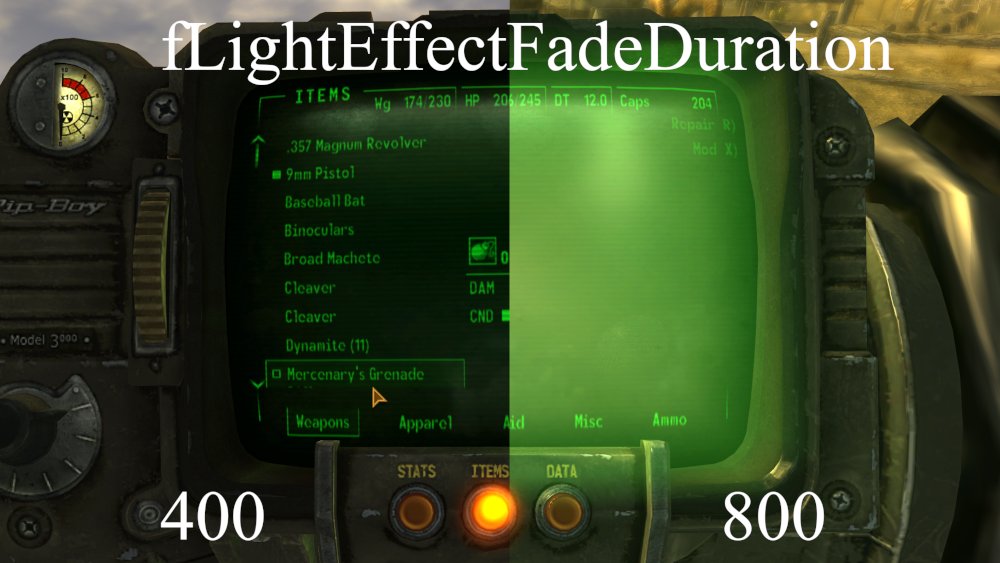 fLightEffectFadeDuration
ITEMS Wg 174/230 HP 206/245 DT 12.0 Caps 204
Repair R)
Mod X)
x100
.357 Magnum Revolver
9mm Pistol
Baseball Bat
Binoculars
Broad Machete
Cleaver
DAM
Cleaver
CND
Dynamite (11)
Mercenary's Grenade
Pip-Boy
• Model 3000 •
Weapons Apparel Aid Misc Ammo
STATS ITEMS DATA
400 800